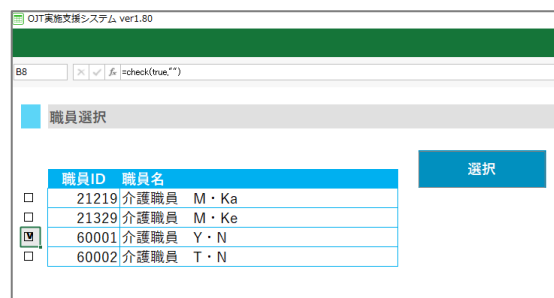 OJT実施支援システム ver1.80
B8 fx =check(true,"")
職員選択
選択
職員ID 職員名
21219 介護職員 M・Ka
21329 介護職員 M・Ke
60001 介護職員 Y・N
60002 介護職員 T・N